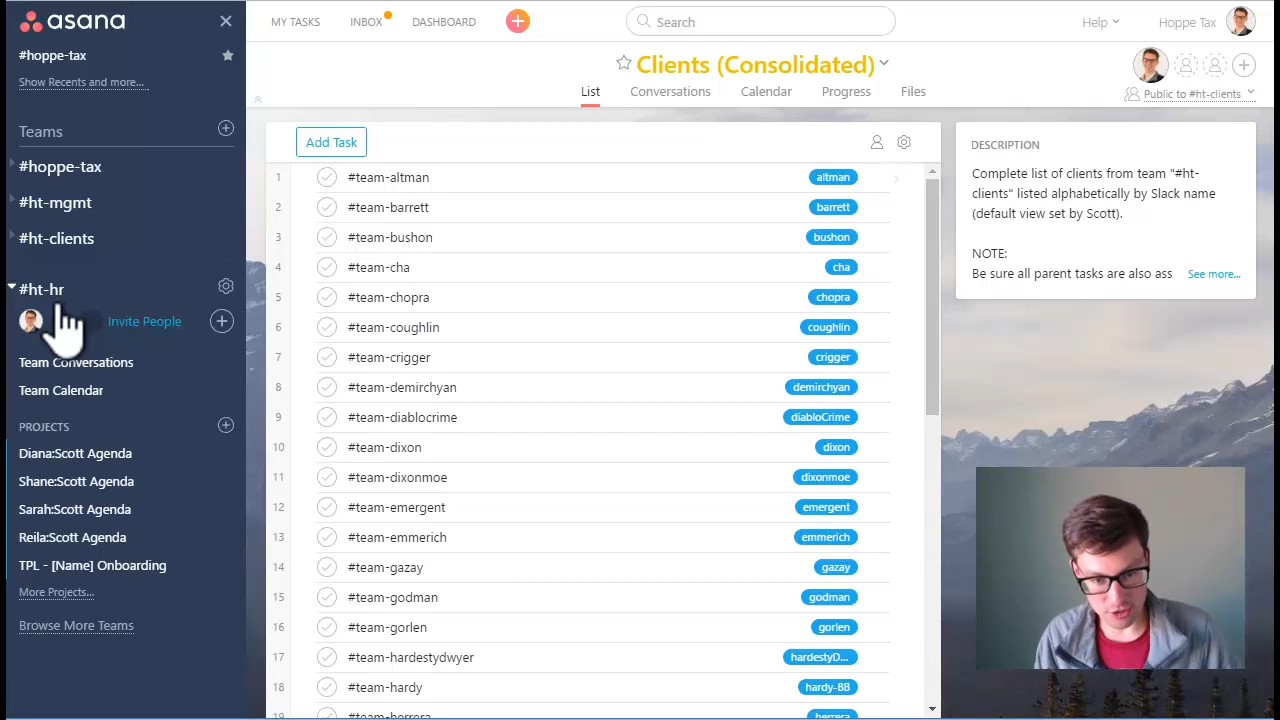 asana
#hoppe-tax
Show Recents and more...
Teams
#hoppe-tax
#ht-mgmt
#ht-clients
#ht-hr
Invite People
Team Conversations
Team Calendar
PROJECTS
Diana:Scott Agenda
Shane:Scott Agenda
Sarah:Scott Agenda
Reila:Scott Agenda
TPL - [Name] Onboarding
More Projects...
Browse More Teams
MY TASKS INBOX DASHBOARD Search Help Hoppe Tax
Clients (Consolidated)
List Conversations Calendar Progress Files
Public to #ht-clients
Add Task
1 #team-altman altman
2 #team-barrett barrett
3 #team-bushon bushon
4 #team-cha cha
5 #team-chopra chopra
6 #team-coughlin coughlin
7 #team-crigger crigger
8 #team-demirchyan demirchyan
9 #team-diablocrime diabloCrime
10 #team-dixon dixon
11 #team-dixonmoe dixonmoe
12 #team-emergent emergent
13 #team-emmerich emmerich
14 #team-gazay gazay
15 #team-godman godman
16 #team-gorlen gorlen
17 #team-hardestydwyer hardestyD...
18 #team-hardy hardy-BB
19 #team-herrera herrera
DESCRIPTION
Complete list of clients from team "#ht-
clients" listed alphabetically by Slack name
(default view set by Scott).
NOTE:
Be sure all parent tasks are also ass See more...